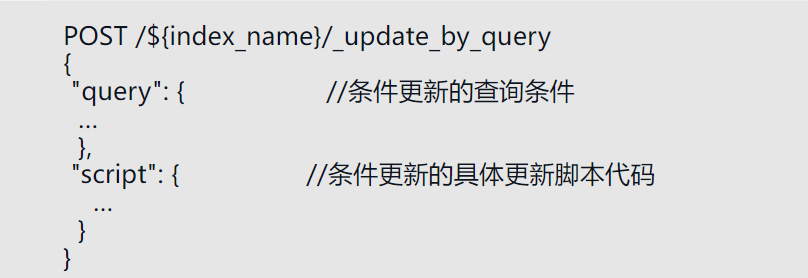 POST /${index_name}/_update_by_query
{
"query": { //条件更新的查询条件
...
},
"script": { //条件更新的具体更新脚本代码
...
}
}